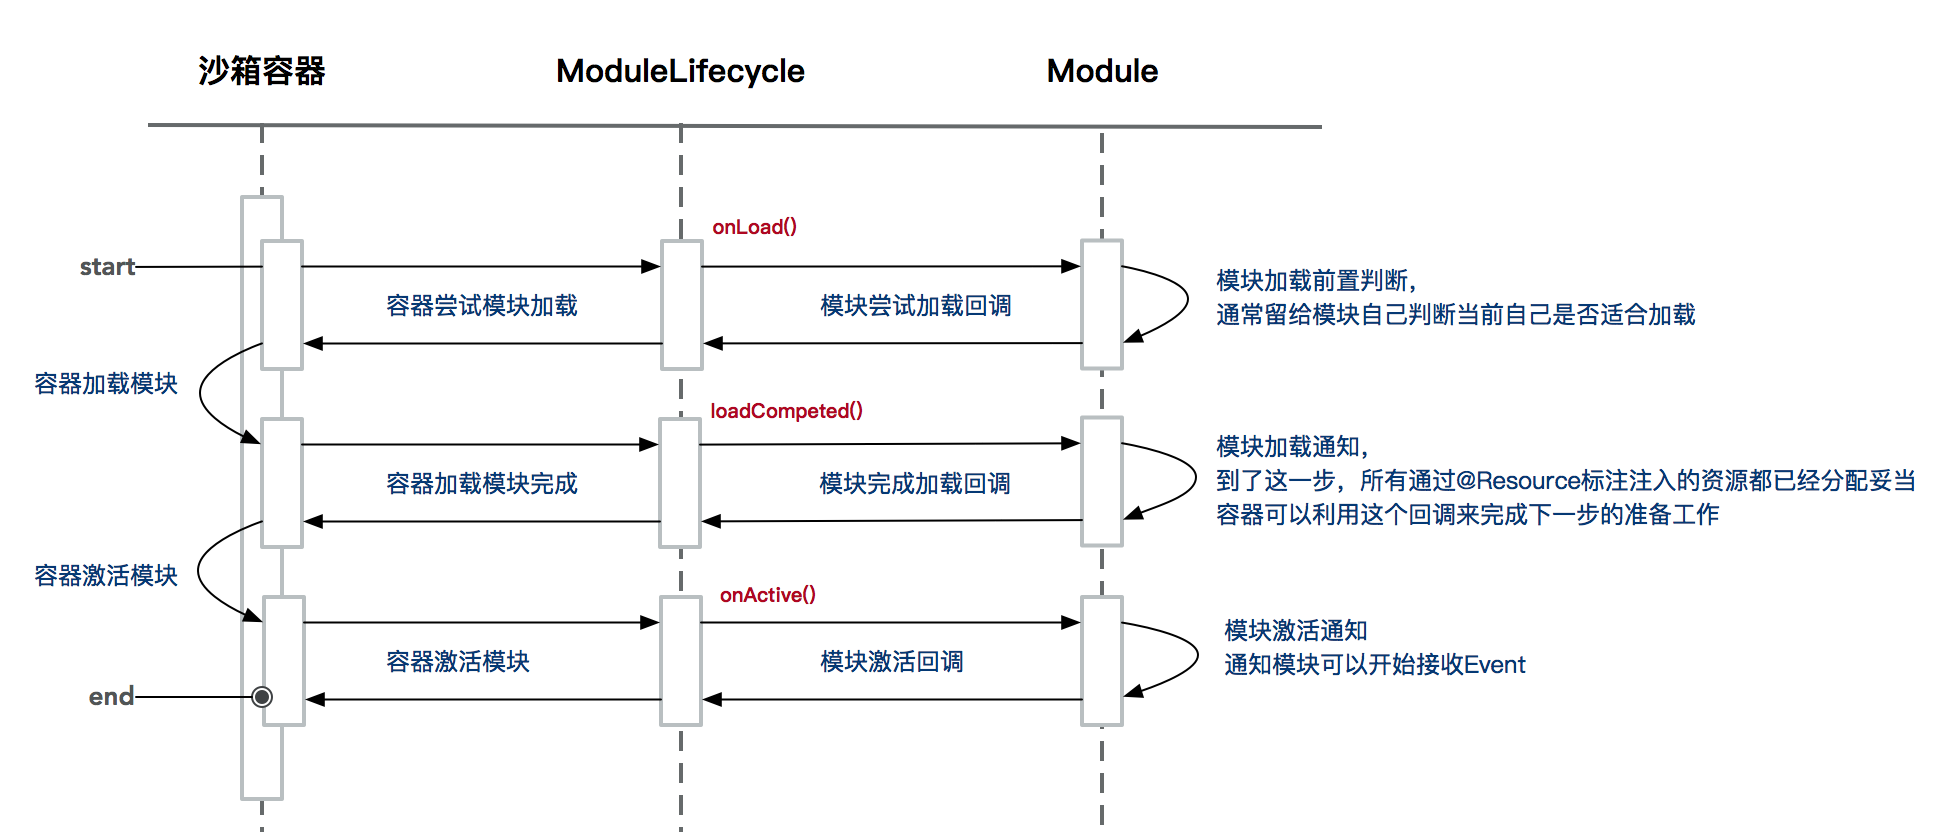 沙箱容器
ModuleLifecycle
Module
onLoad()
start
容器尝试模块加载
模块尝试加载回调
模块加载前置判断，
通常留给模块自己判断当前自己是否适合加载
容器加载模块
loadCompeted()
容器加载模块完成
模块完成加载回调
模块加载通知，
到了这一步，所有通过@Resource标注注入的资源都已经分配妥当
容器可以利用这个回调来完成下一步的准备工作
容器激活模块
onActive()
容器激活模块
模块激活回调
模块激活通知
通知模块可以开始接收Event
end